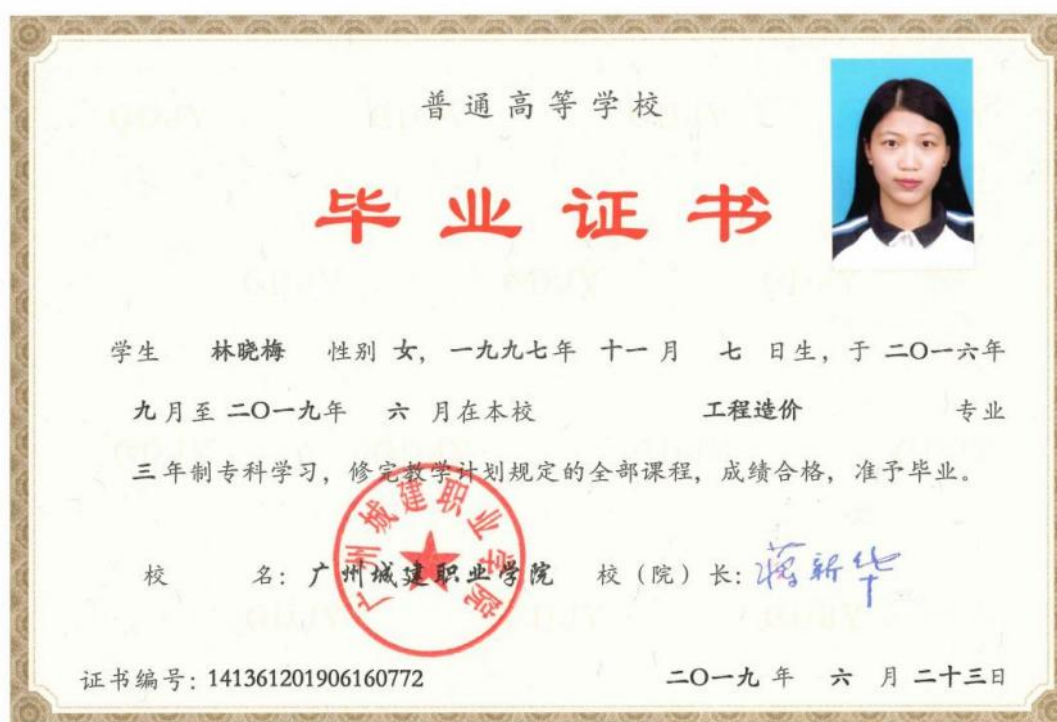 普通高等学校
毕业证书
学生 林晓梅 性别 女，一九九七年 十一 月 七 日生，于 二〇一六年
九月至 二〇一九年 六 月在本校 工程造价 专业
三年制专科学习，修完教学计划规定的全部课程，成绩合格，准予毕业。
广州城建职业学院
校 名：广州城建职业学院 校（院）长：蒋新华
证书编号：141361201906160772 二〇一九 年 六 月 二十三日